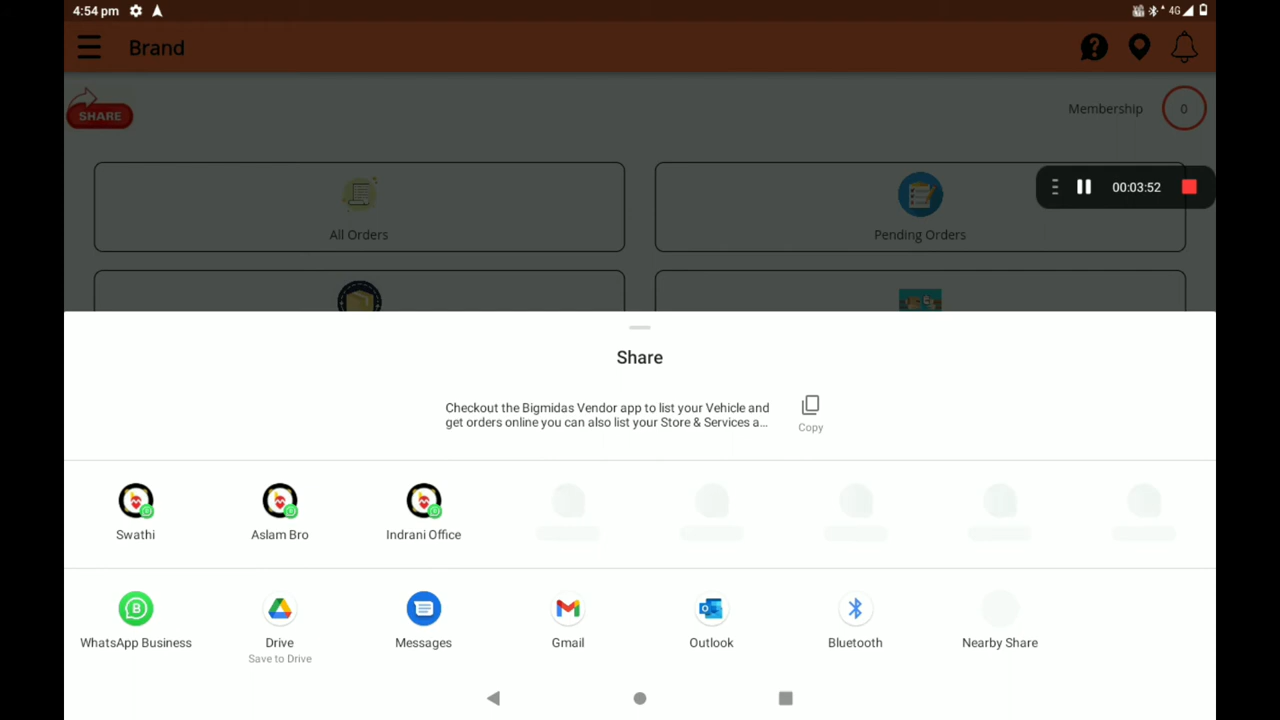 4:54 pm
4G
Brand
SHARE
Membership
0
00:03:52
All Orders
Pending Orders
Share
Checkout the Bigmidas Vendor app to list your Vehicle and
get orders online you can also list your Store & Services a...
Copy
Swathi
Aslam Bro
Indrani Office
WhatsApp Business
Drive
Save to Drive
Messages
Gmail
Outlook
Bluetooth
Nearby Share